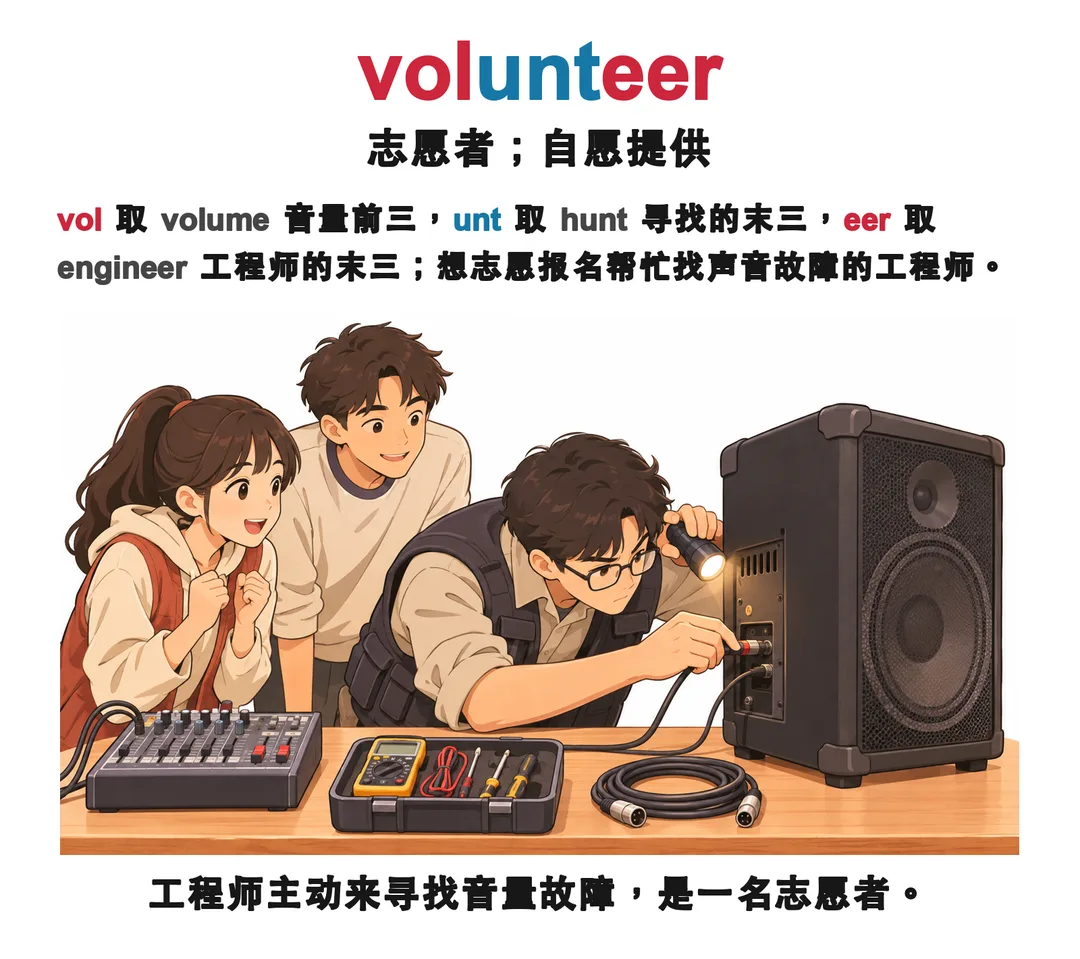 volunteer
志愿者；自愿提供
vol 取 volume 音量前三，unt 取 hunt 寻找的末三，eer 取
engineer 工程师的末三；想志愿报名帮忙找声音故障的工程师。
工程师主动来寻找音量故障，是一名志愿者。